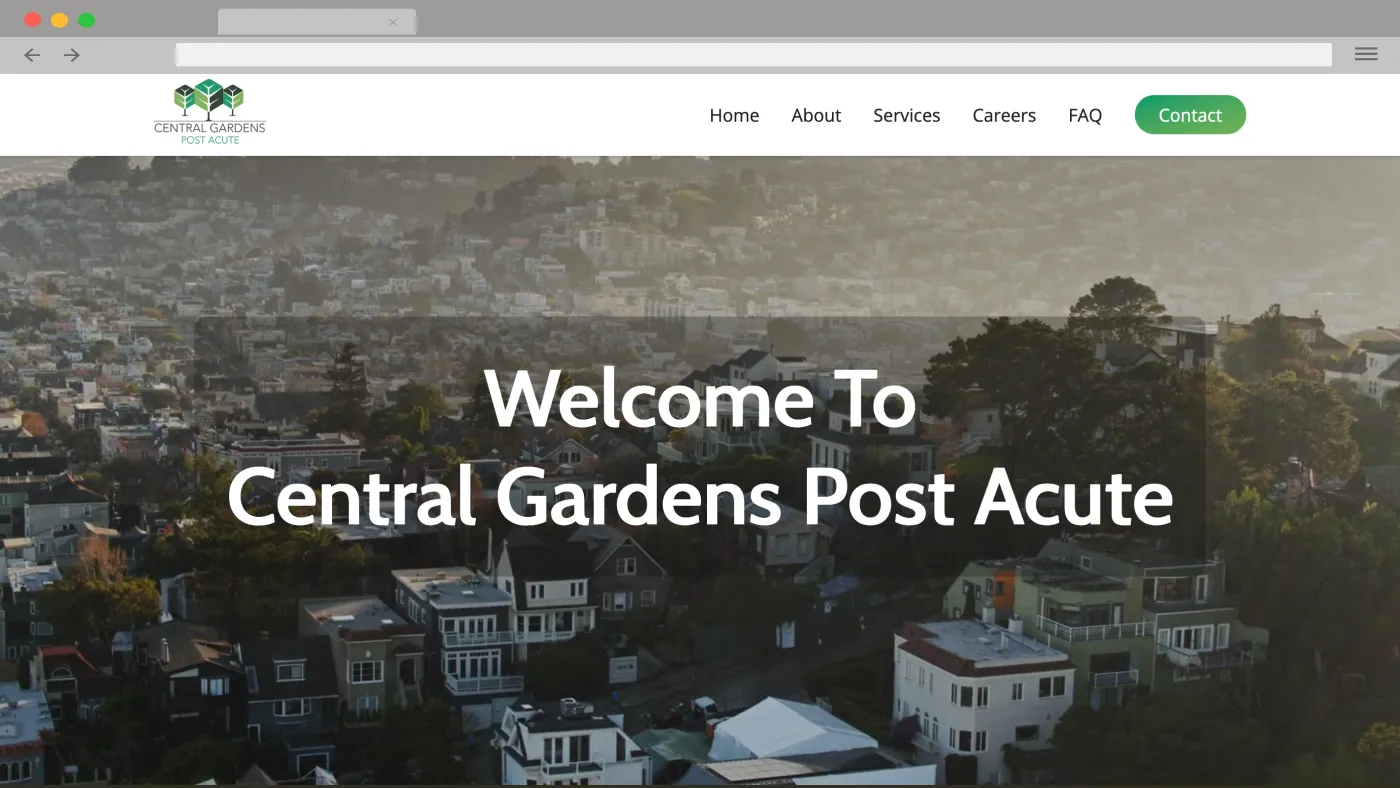 CENTRAL GARDENS
POST ACUTE
Home About Services Careers FAQ Contact
Welcome To
Central Gardens Post Acute